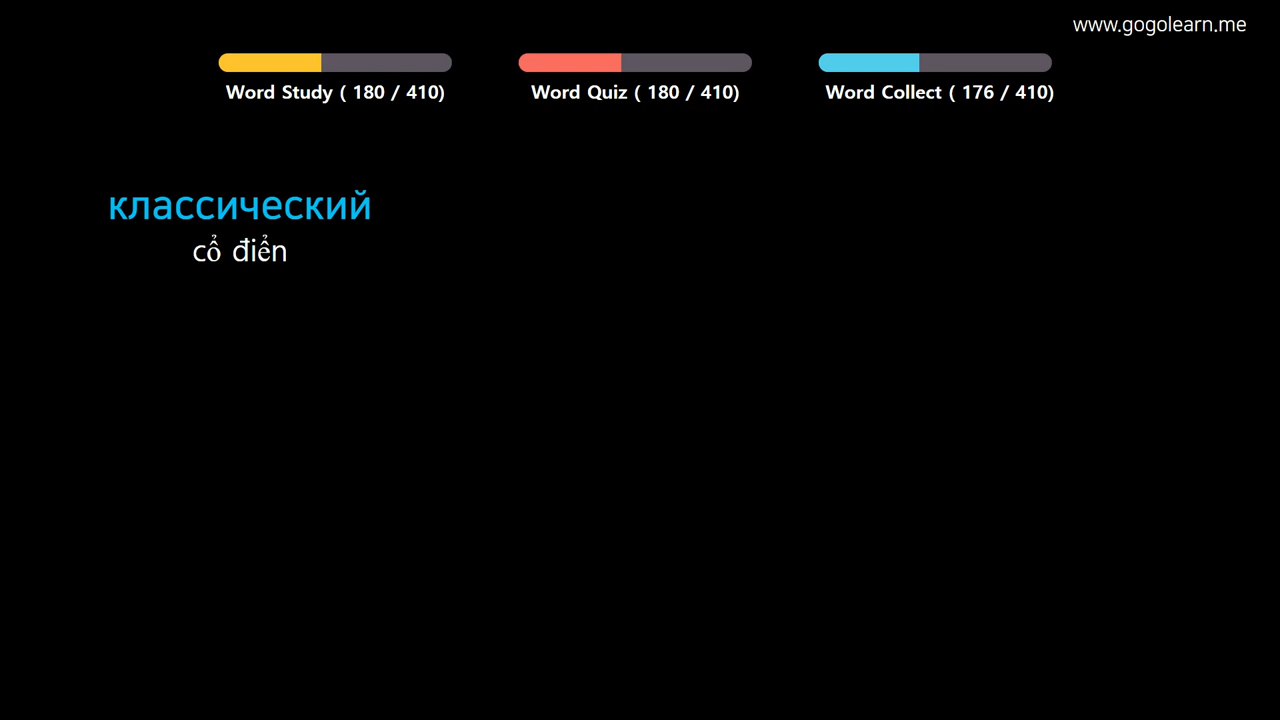 www.gogolearn.me
Word Study ( 180 / 410)
Word Quiz ( 180 / 410)
Word Collect ( 176 / 410)
классический
cổ điển